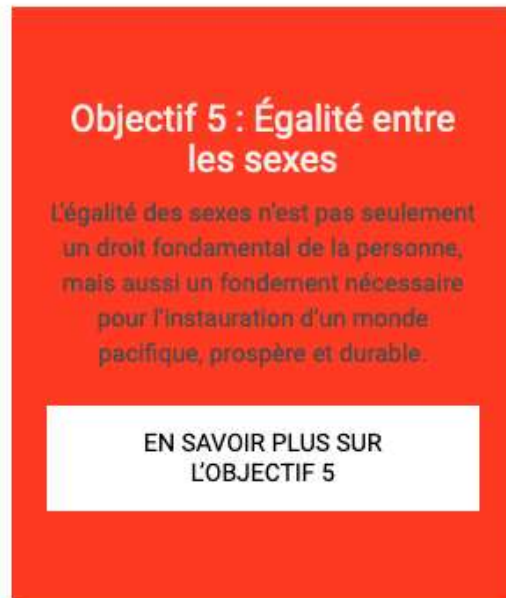 Objectif 5 : Égalité entre
les sexes
L'égalité des sexes n'est pas seulement
un droit fondamental de la personne,
mais aussi un fondement nécessaire
pour l'instauration d'un monde
pacifique, prospère et durable.
EN SAVOIR PLUS SUR
L'OBJECTIF 5